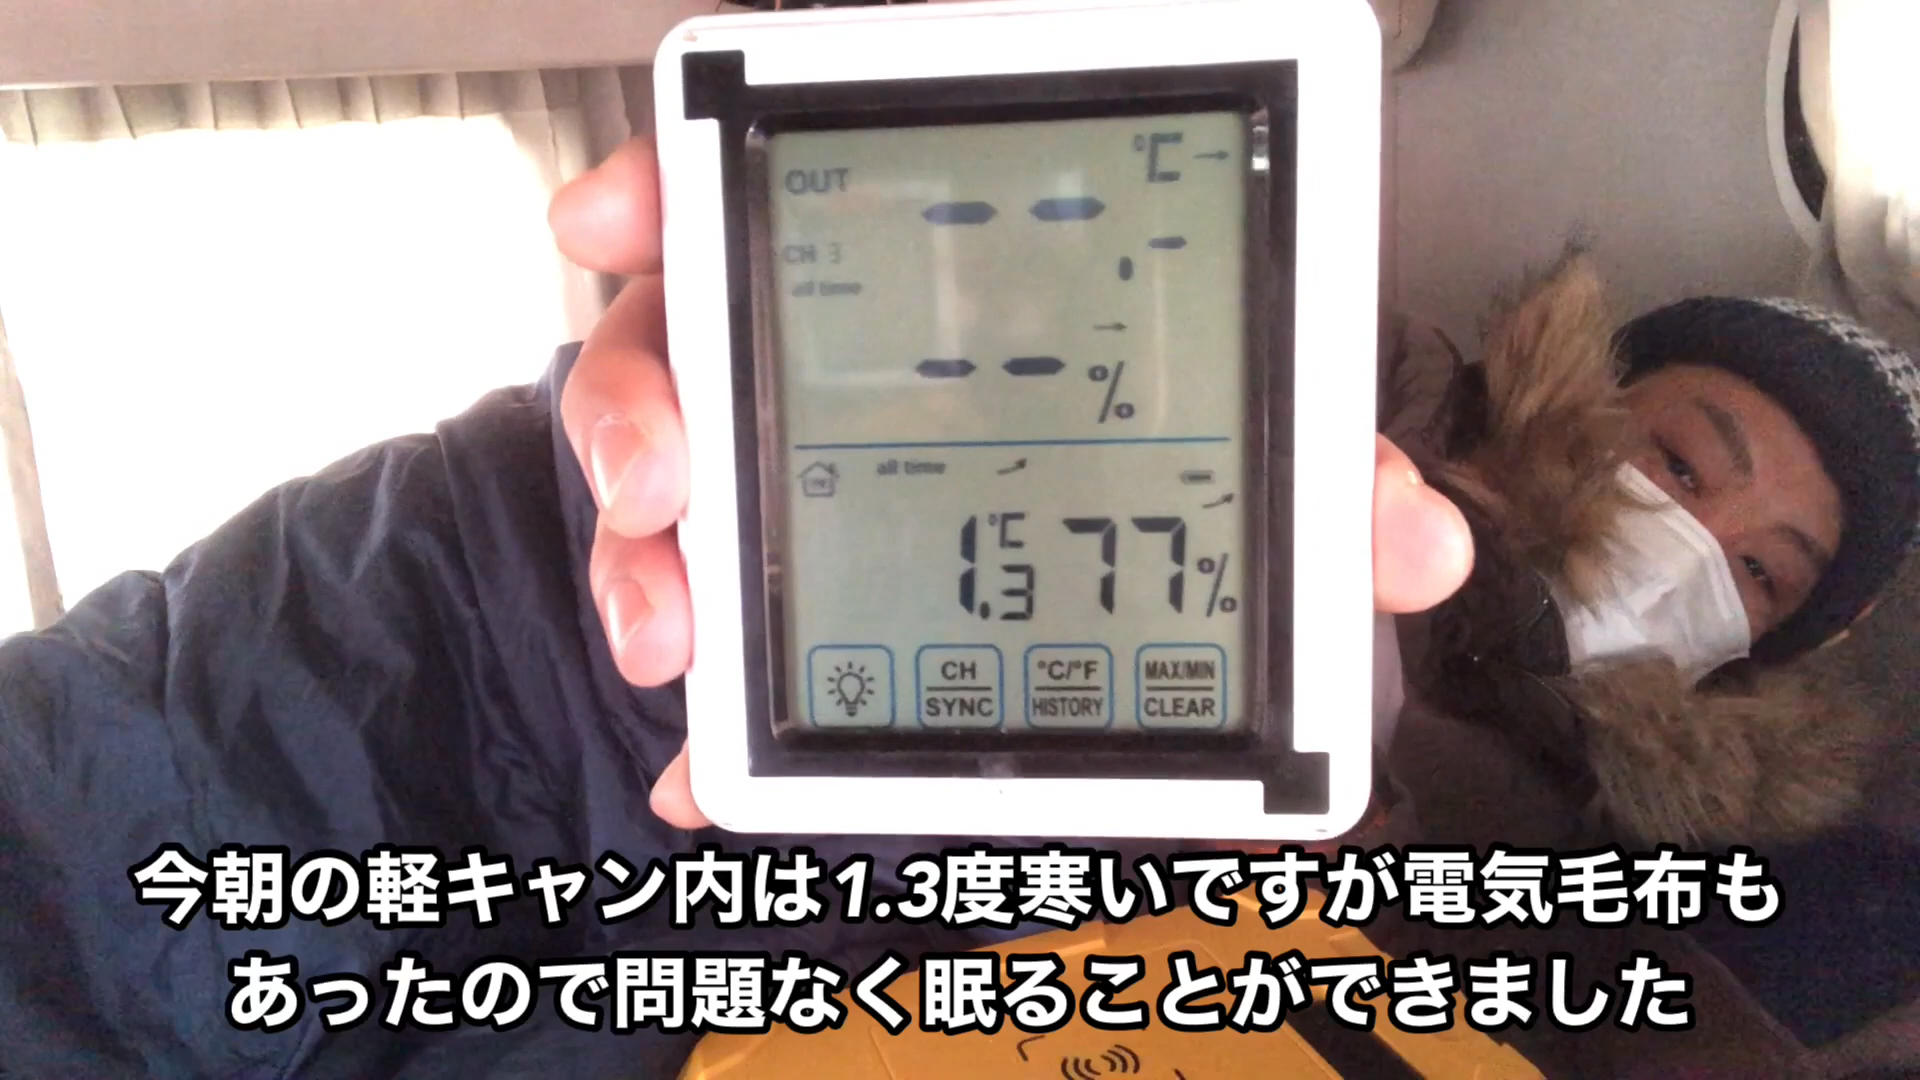 OUT
°C →
-- . -
CH 3
all time
→
-- %
all time
1.3 °C 77 %
CH
SYNC
°C/°F
HISTORY
MAX/MIN
CLEAR
今朝の軽キャン内は1.3度寒いですが電気毛布も
あったので問題なく眠ることができました